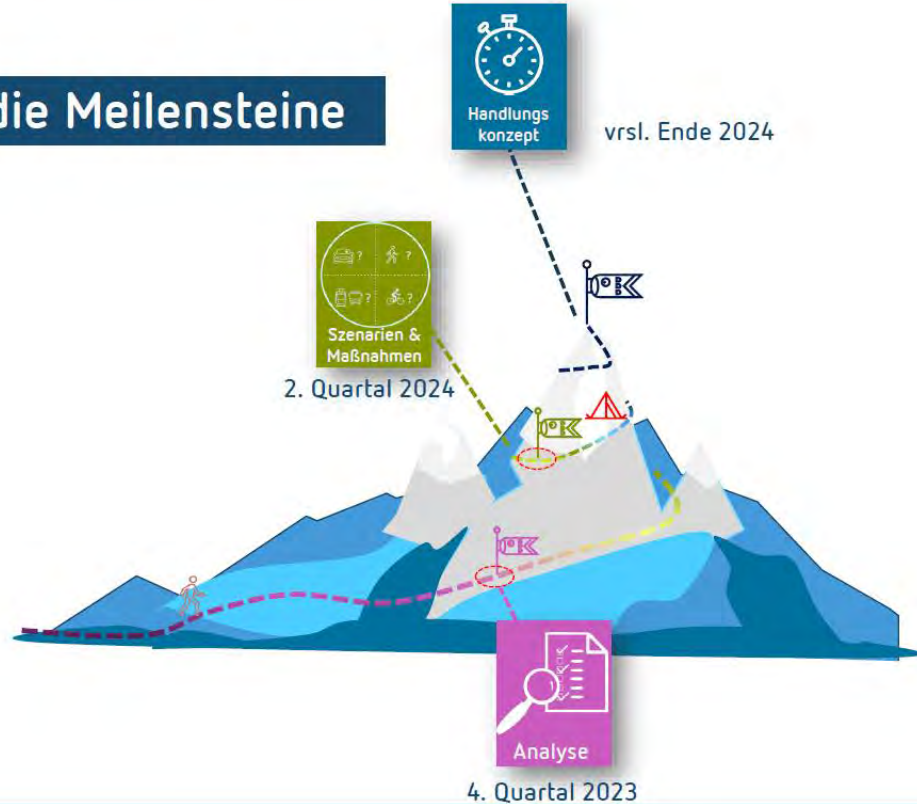 die Meilensteine
Handlungs
konzept
vrsl. Ende 2024
? ?
? ?
Szenarien &
Maßnahmen
2. Quartal 2024
Analyse
4. Quartal 2023